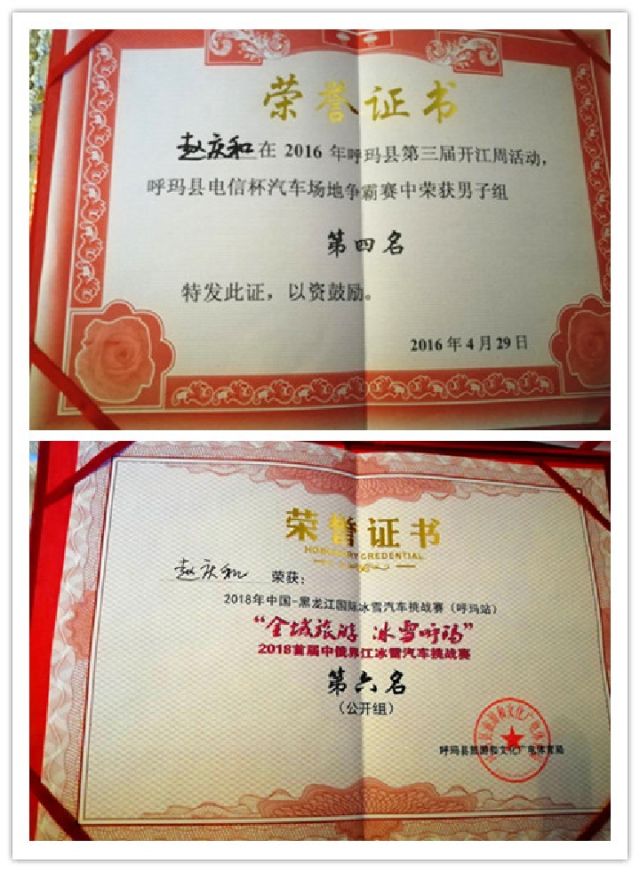 荣誉证书
赵庆和在 2016 年呼玛县第三届开江周活动，
呼玛县电信杯汽车场地争霸赛中荣获男子组
第四名
特发此证，以资鼓励。
2016 年 4 月 29 日
荣誉证书
HONORARY CREDENTIAL
赵庆和 荣获：
2018年中国-黑龙江国际冰雪汽车挑战赛（呼玛站）
“全域旅游 冰雪呼玛”
2018首届中俄界江冰雪汽车挑战赛
第六名
（公开组）
呼玛县旅游和文化广电体育局